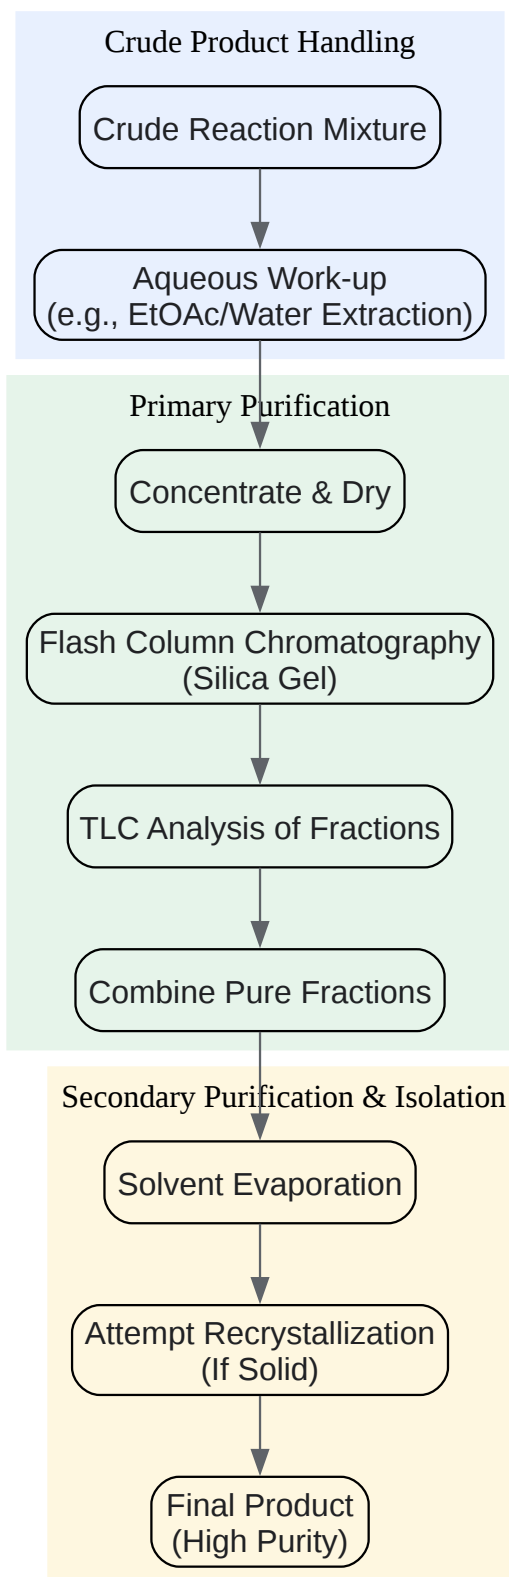 Crude Product Handling
Crude Reaction Mixture
Aqueous Work-up
(e.g., EtOAc/Water Extraction)
Primary Purification
Concentrate & Dry
Flash Column Chromatography
(Silica Gel)
TLC Analysis of Fractions
Combine Pure Fractions
Secondary Purification & Isolation
Solvent Evaporation
Attempt Recrystallization
(If Solid)
Final Product
(High Purity)